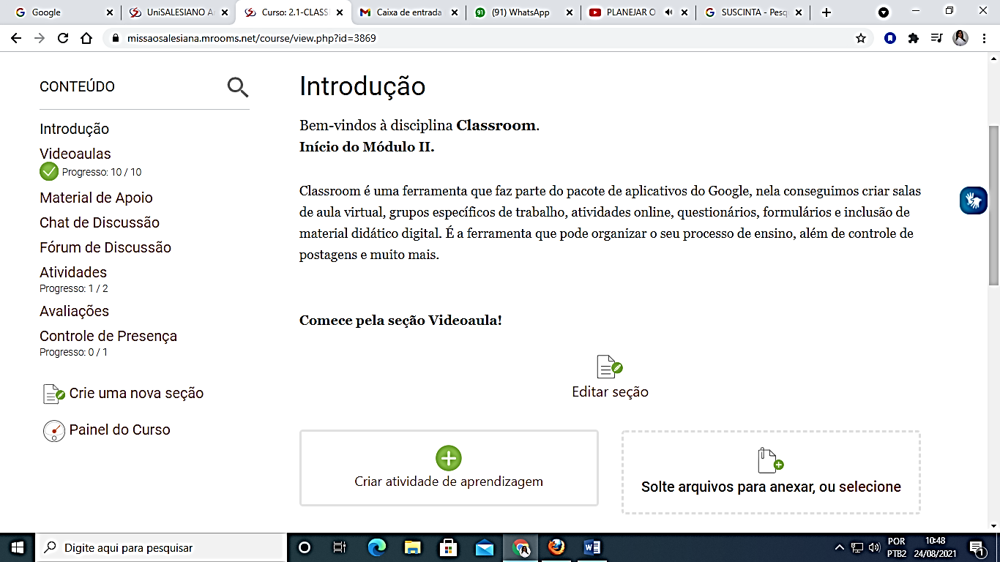 Google
UniSALESIANO A
Curso: 2.1-CLASS
Caixa de entrada
91
(91) WhatsApp
PLANEJAR O
SUSCINTA - Pesq
missaosalesiana.mrooms.net/course/view.php?id=3869
CONTEÚDO
Introdução
Videoaulas
Progresso: 10 / 10
Material de Apoio
Chat de Discussão
Fórum de Discussão
Atividades
Progresso: 1 / 2
Avaliações
Controle de Presença
Progresso: 0 / 1
Crie uma nova seção
Painel do Curso
Introdução
Bem-vindos à disciplina Classroom.
Início do Módulo II.
Classroom é uma ferramenta que faz parte do pacote de aplicativos do Google, nela conseguimos criar salas
de aula virtual, grupos específicos de trabalho, atividades online, questionários, formulários e inclusão de
material didático digital. É a ferramenta que pode organizar o seu processo de ensino, além de controle de
postagens e muito mais.
Comece pela seção Videoaula!
Editar seção
Criar atividade de aprendizagem
Solte arquivos para anexar, ou selecione
Digite aqui para pesquisar
POR
PTB2
10:48
24/08/2021
1